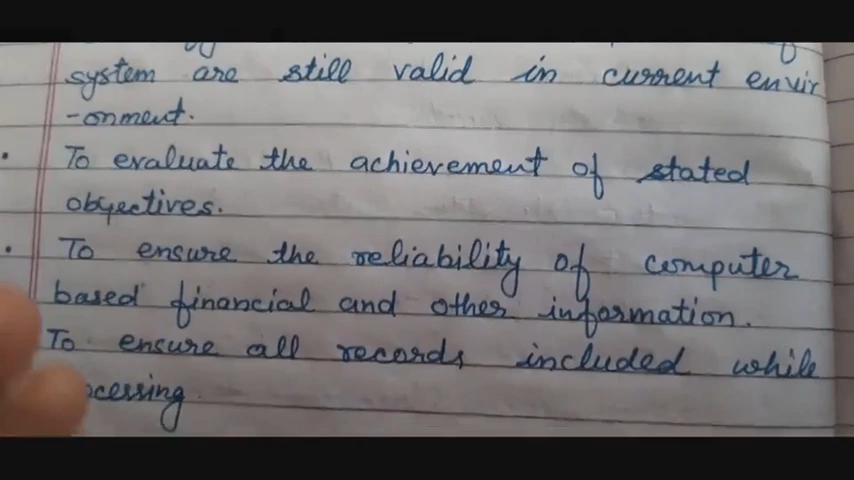 system are still valid in current envir
-onment.
• To evaluate the achievement of stated
objectives.
• To ensure the reliability of computer
based financial and other information.
To ensure all records included while